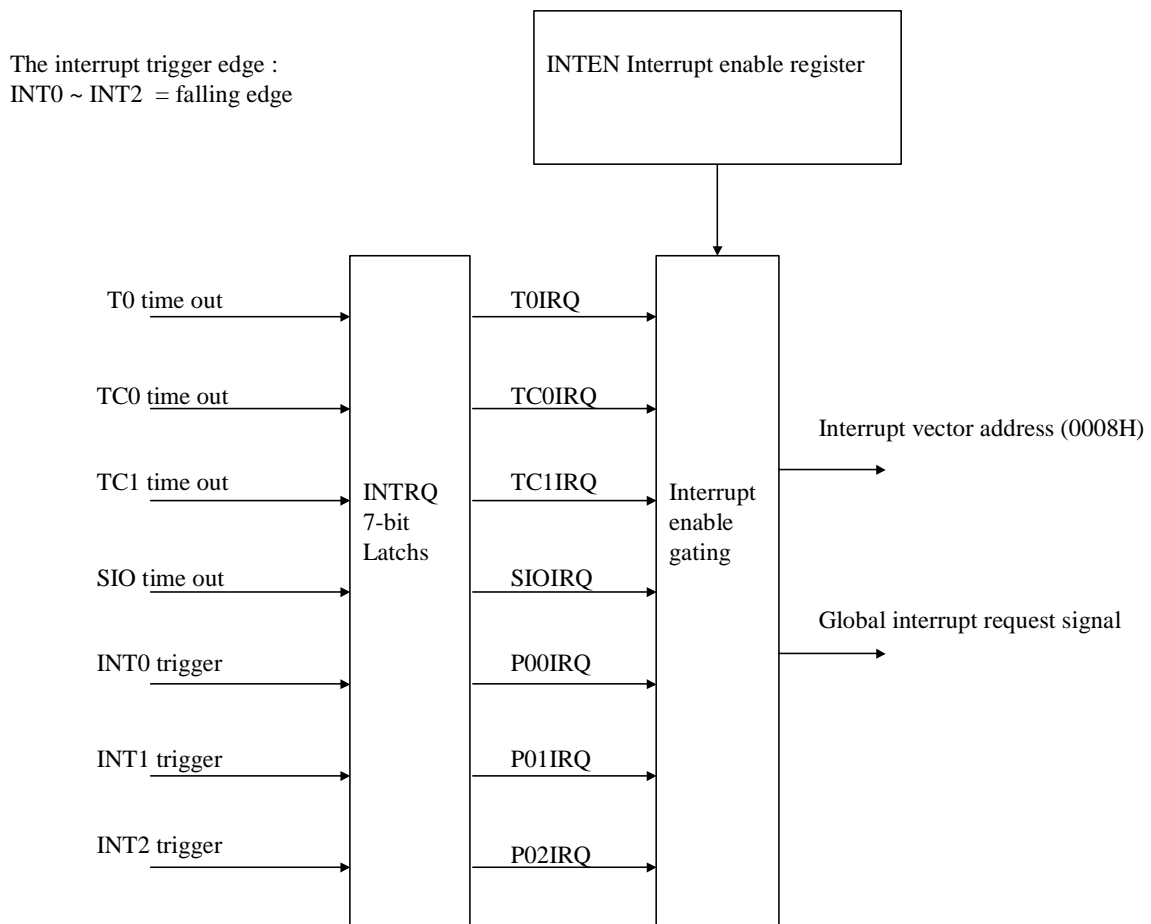 The interrupt trigger edge :
INT0 ~ INT2 = falling edge
INTEN Interrupt enable register
T0 time out
T0IRQ
TC0 time out
TC0IRQ
Interrupt vector address (0008H)
TC1 time out
INTRQ
7-bit
Latchs
TC1IRQ
Interrupt
enable
gating
SIO time out
SIOIRQ
Global interrupt request signal
INT0 trigger
P00IRQ
INT1 trigger
P01IRQ
INT2 trigger
P02IRQ